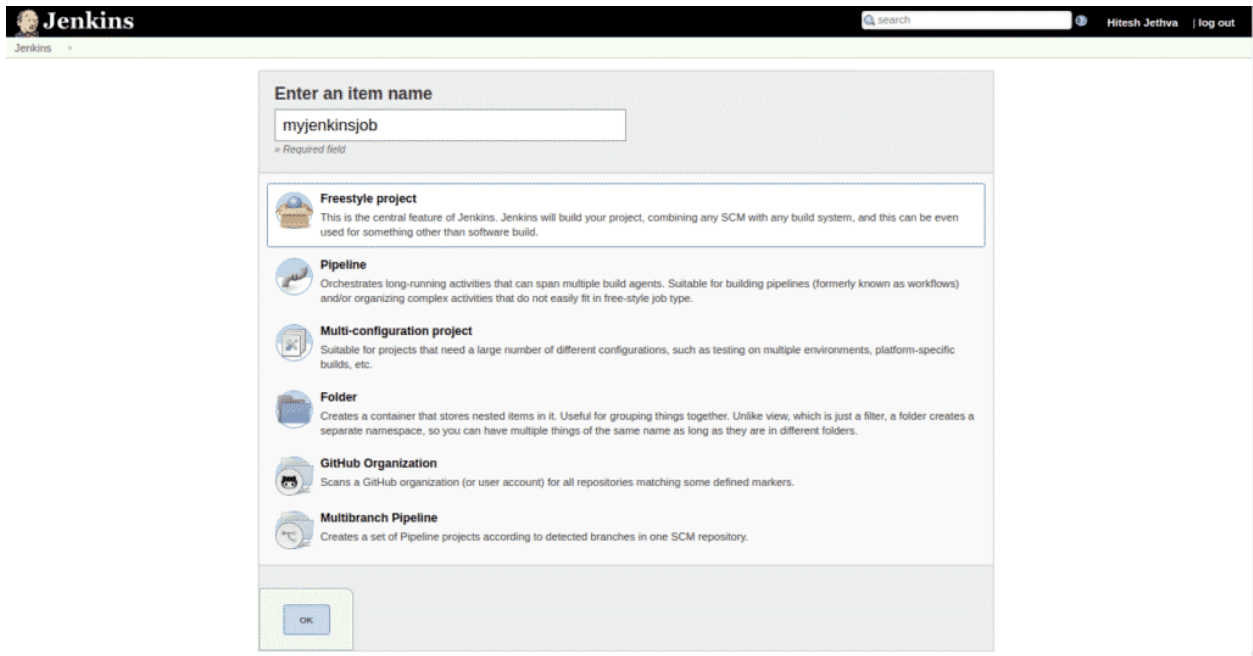 Jenkins
search
Hitesh Jethva | log out
Jenkins
Enter an item name
myjenkinsjob
» Required field
Freestyle project
This is the central feature of Jenkins. Jenkins will build your project, combining any SCM with any build system, and this can be even
used for something other than software build.
Pipeline
Orchestrates long-running activities that can span multiple build agents. Suitable for building pipelines (formerly known as workflows)
and/or organizing complex activities that do not easily fit in free-style job type.
Multi-configuration project
Suitable for projects that need a large number of different configurations, such as testing on multiple environments, platform-specific
builds, etc.
Folder
Creates a container that stores nested items in it. Useful for grouping things together. Unlike view, which is just a filter, a folder creates a
separate namespace, so you can have multiple things of the same name as long as they are in different folders.
GitHub Organization
Scans a GitHub organization (or user account) for all repositories matching some defined markers.
Multibranch Pipeline
Creates a set of Pipeline projects according to detected branches in one SCM repository.
OK